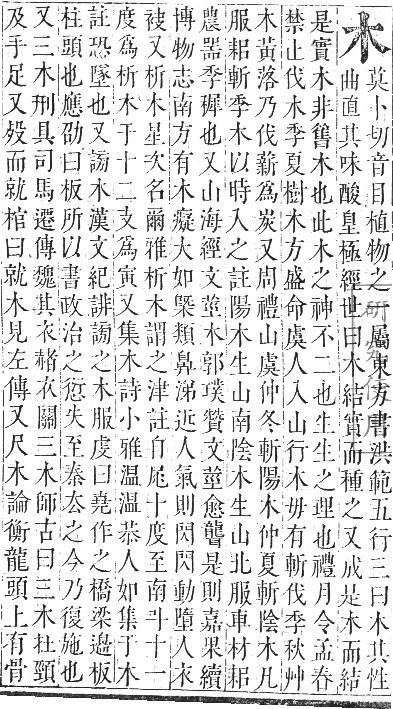 木莫卜切音目植物之屬東方書洪範五行三曰木其性
曲直其味酸皇極經世曰木結實而種之又成是木而結
是實木非舊木也此木之神不二也生生之理也禮月令孟春
禁止伐木季夏樹木方盛命虞人入山行木毋有斬伐季秋艸
木黃落乃伐薪爲炭又周禮山虞仲冬斬陽木仲夏斬陰木凡
服耜斬季木以時入之註陽木生山南陰木生山北服車材耜
農器季穉也又山海經文莖木郭璞贊文莖愈聾是則嘉果續
博物志南方有木癡大如槩類鼻涕近人氣則閃閃動墮人衣
袚又析木星次名爾雅析木謂之津註自尾十度至南斗十一
度爲析木于十二支爲寅又集木詩小雅温温恭人如集于木
註恐墜也又謗木漢文紀誹謗之木服虔曰堯作之橋梁邉板
柱頭也應劭曰板所以書政治之愆失至秦厺之今乃復施也
又三木刑具司馬遷傳魏其衣赭衣關三木師古曰三木在頸
及手足又歿而就棺曰就木見左傳又尺木論衡龍頭上有骨